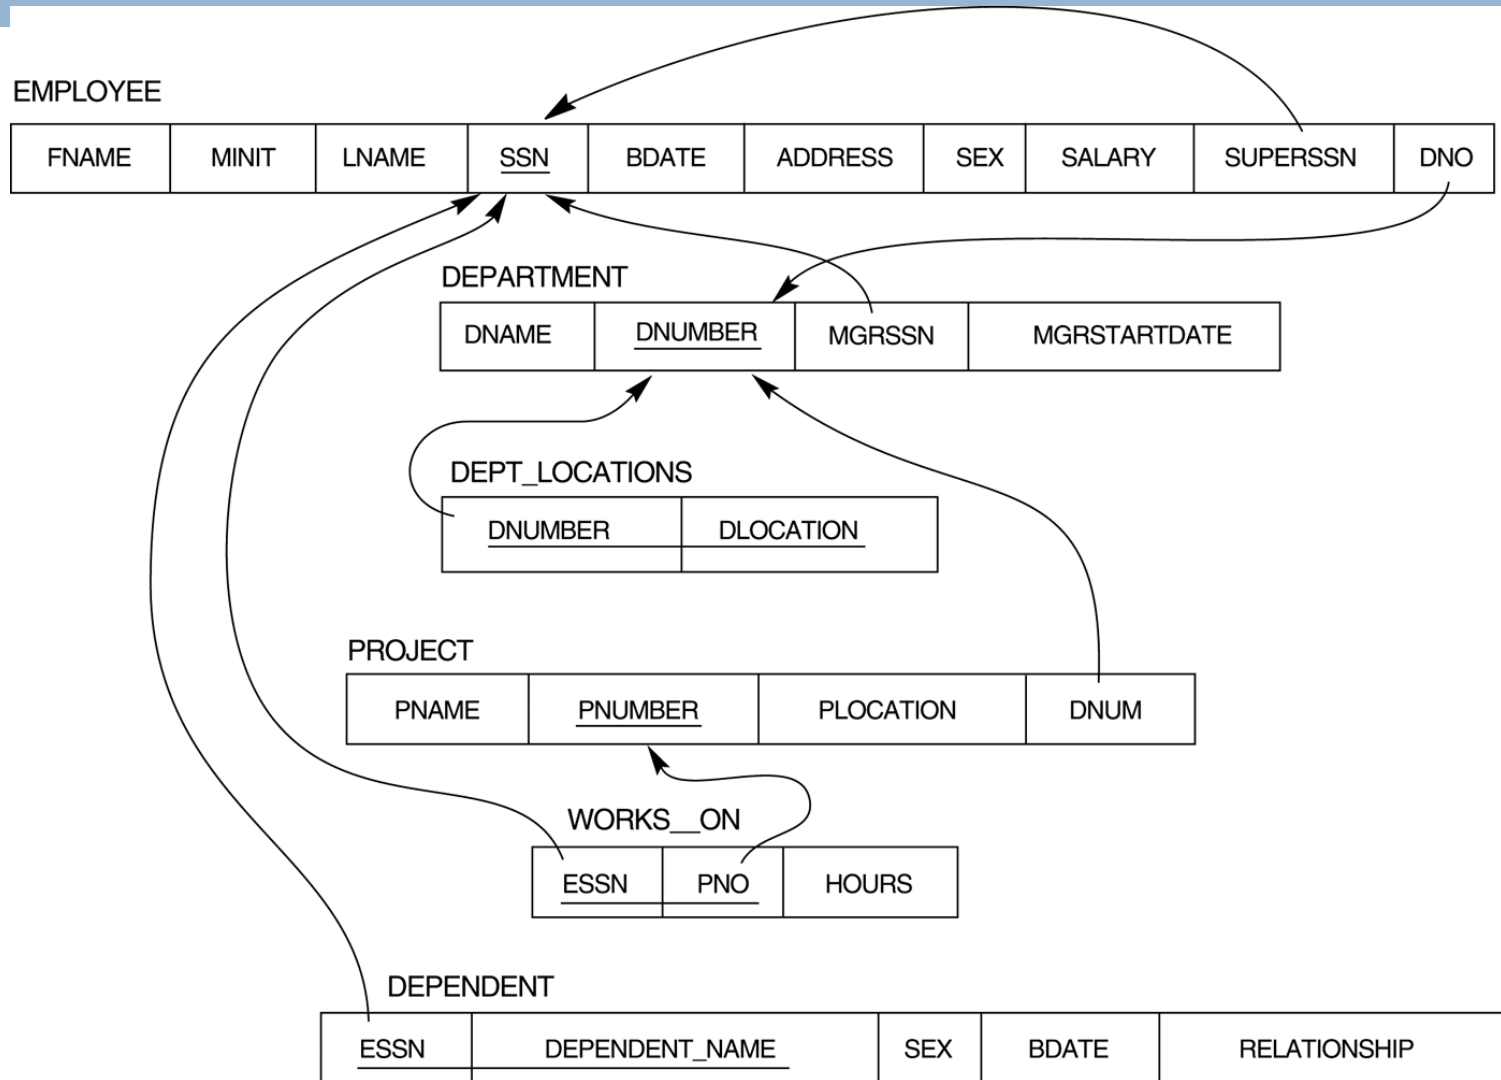 EMPLOYEE
FNAME MINIT LNAME SSN BDATE ADDRESS SEX SALARY SUPERSSN DNO
DEPARTMENT
DNAME DNUMBER MGRSSN MGRSTARTDATE
DEPT_LOCATIONS
DNUMBER DLOCATION
PROJECT
PNAME PNUMBER PLOCATION DNUM
WORKS__ON
ESSN PNO HOURS
DEPENDENT
ESSN DEPENDENT_NAME SEX BDATE RELATIONSHIP